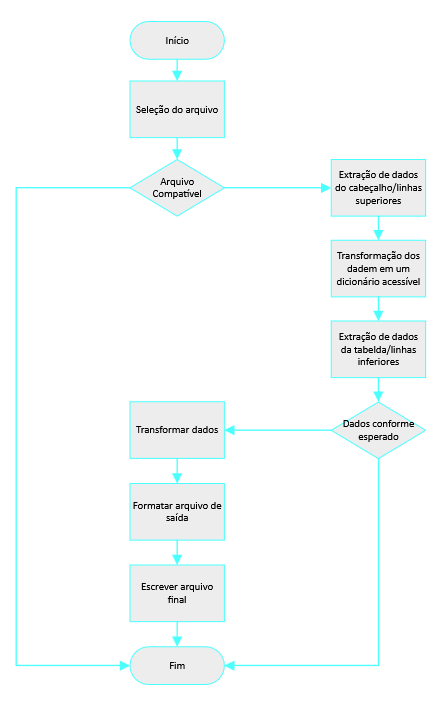 Início
Seleção do arquivo
Arquivo
Compatível
Extração de dados
do cabeçalho/linhas
superiores
Transformação dos
dadem em um
dicionário acessível
Extração de dados
da tabelda/linhas
inferiores
Dados conforme
esperado
Transformar dados
Formatar arquivo de
saída
Escrever arquivo
final
Fim